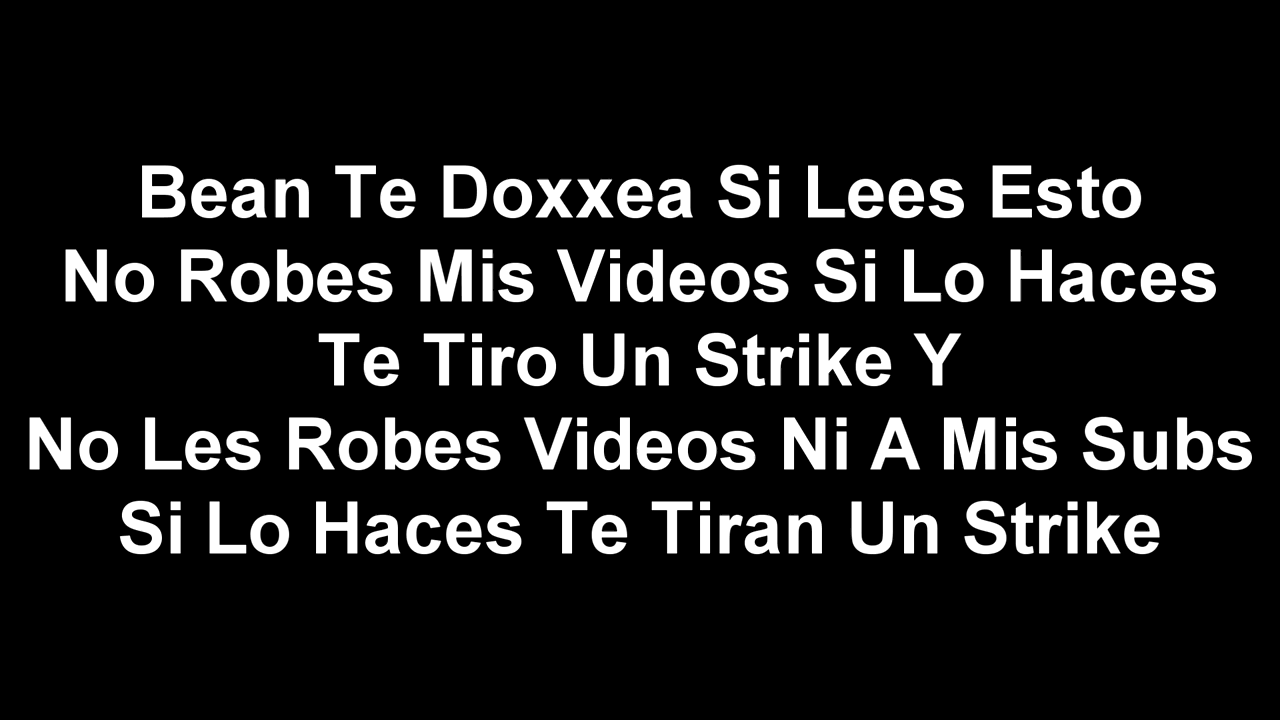 Bean Te Doxxea Si Lees Esto
No Robes Mis Videos Si Lo Haces
Te Tiro Un Strike Y
No Les Robes Videos Ni A Mis Subs
Si Lo Haces Te Tiran Un Strike